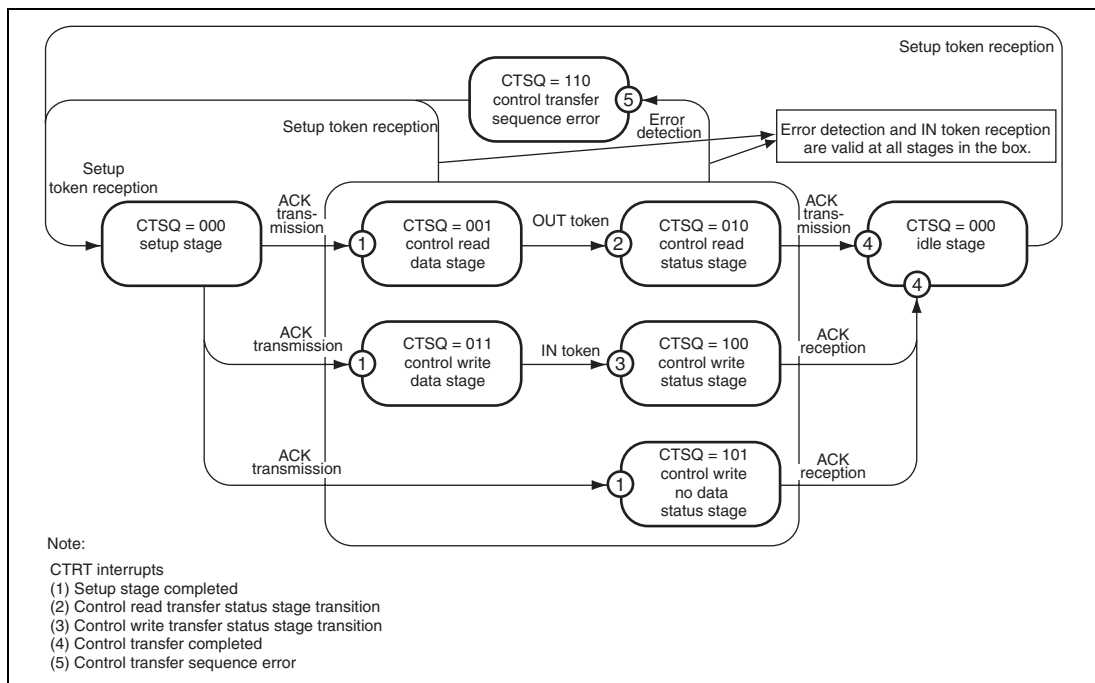 Setup token reception
CTSQ = 110
control transfer
sequence error
5
Setup token reception
Error
detection
Error detection and IN token reception
are valid at all stages in the box.
Setup
token reception
CTSQ = 000
setup stage
ACK
trans-
mission
1
CTSQ = 001
control read
data stage
OUT token
2
CTSQ = 010
control read
status stage
ACK
transmis-
mission
4
CTSQ = 000
idle stage
4
ACK
transmission
1
CTSQ = 011
control write
data stage
IN token
3
CTSQ = 100
control write
status stage
ACK
reception
ACK
transmission
1
CTSQ = 101
control write
no data
status stage
ACK
reception
Note:
CTRT interrupts
(1) Setup stage completed
(2) Control read transfer status stage transition
(3) Control write transfer status stage transition
(4) Control transfer completed
(5) Control transfer sequence error